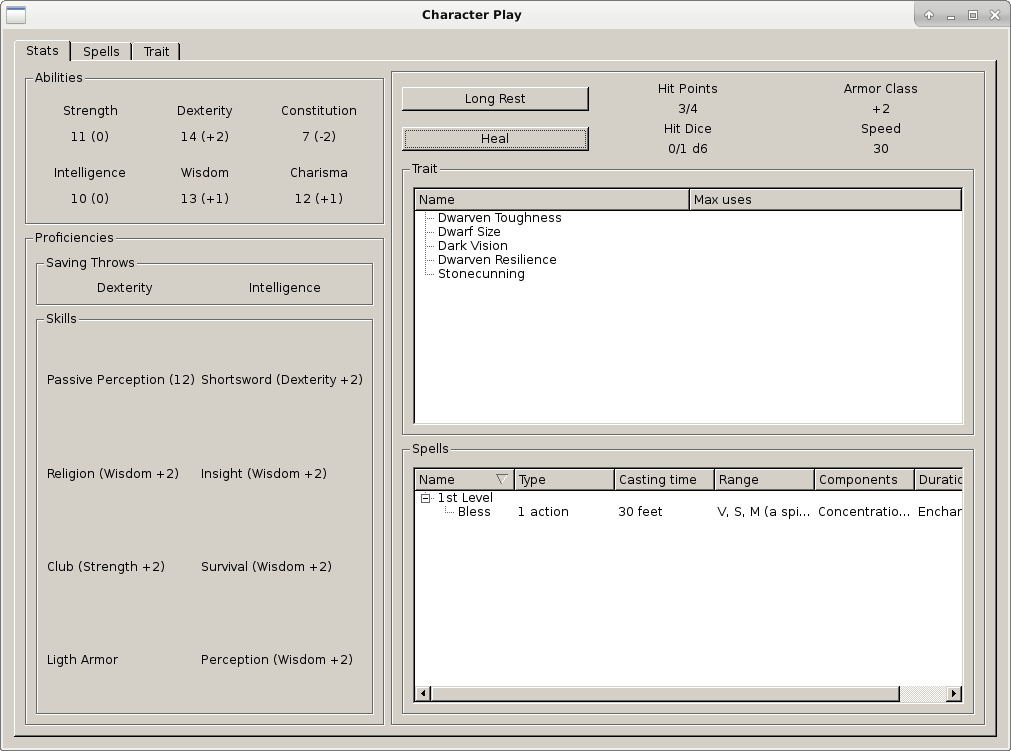 Character Play
Stats Spells Trait
Abilities
Strength Dexterity Constitution
11 (0) 14 (+2) 7 (-2)
Intelligence Wisdom Charisma
10 (0) 13 (+1) 12 (+1)
Proficiencies
Saving Throws
Dexterity Intelligence
Skills
Passive Perception (12) Shortsword (Dexterity +2)
Religion (Wisdom +2) Insight (Wisdom +2)
Club (Strength +2) Survival (Wisdom +2)
Ligth Armor Perception (Wisdom +2)
Long Rest
Heal
Hit Points Armor Class
3/4 +2
Hit Dice Speed
0/1 d6 30
Trait
Name Max uses
Dwarven Toughness
Dwarf Size
Dark Vision
Dwarven Resilience
Stonecunning
Spells
Name Type Casting time Range Components Duratic
1st Level
Bless 1 action 30 feet V, S, M (a spi... Concentratio... Enchar